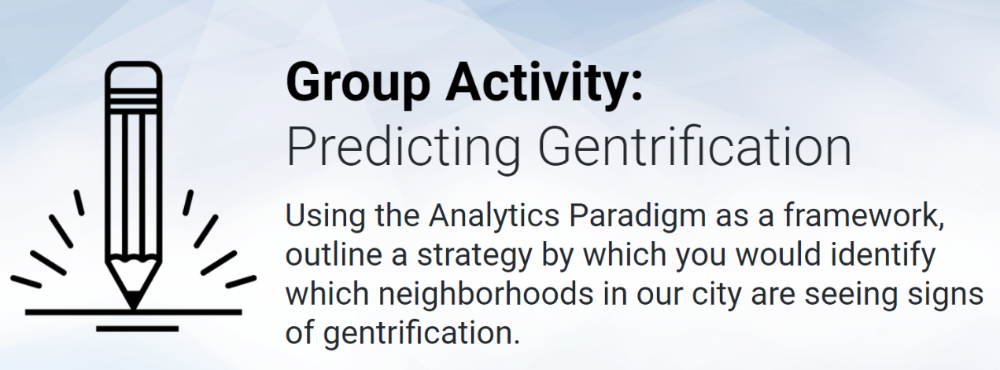 Group Activity:
Predicting Gentrification
Using the Analytics Paradigm as a framework,
outline a strategy by which you would identify
which neighborhoods in our city are seeing signs
of gentrification.